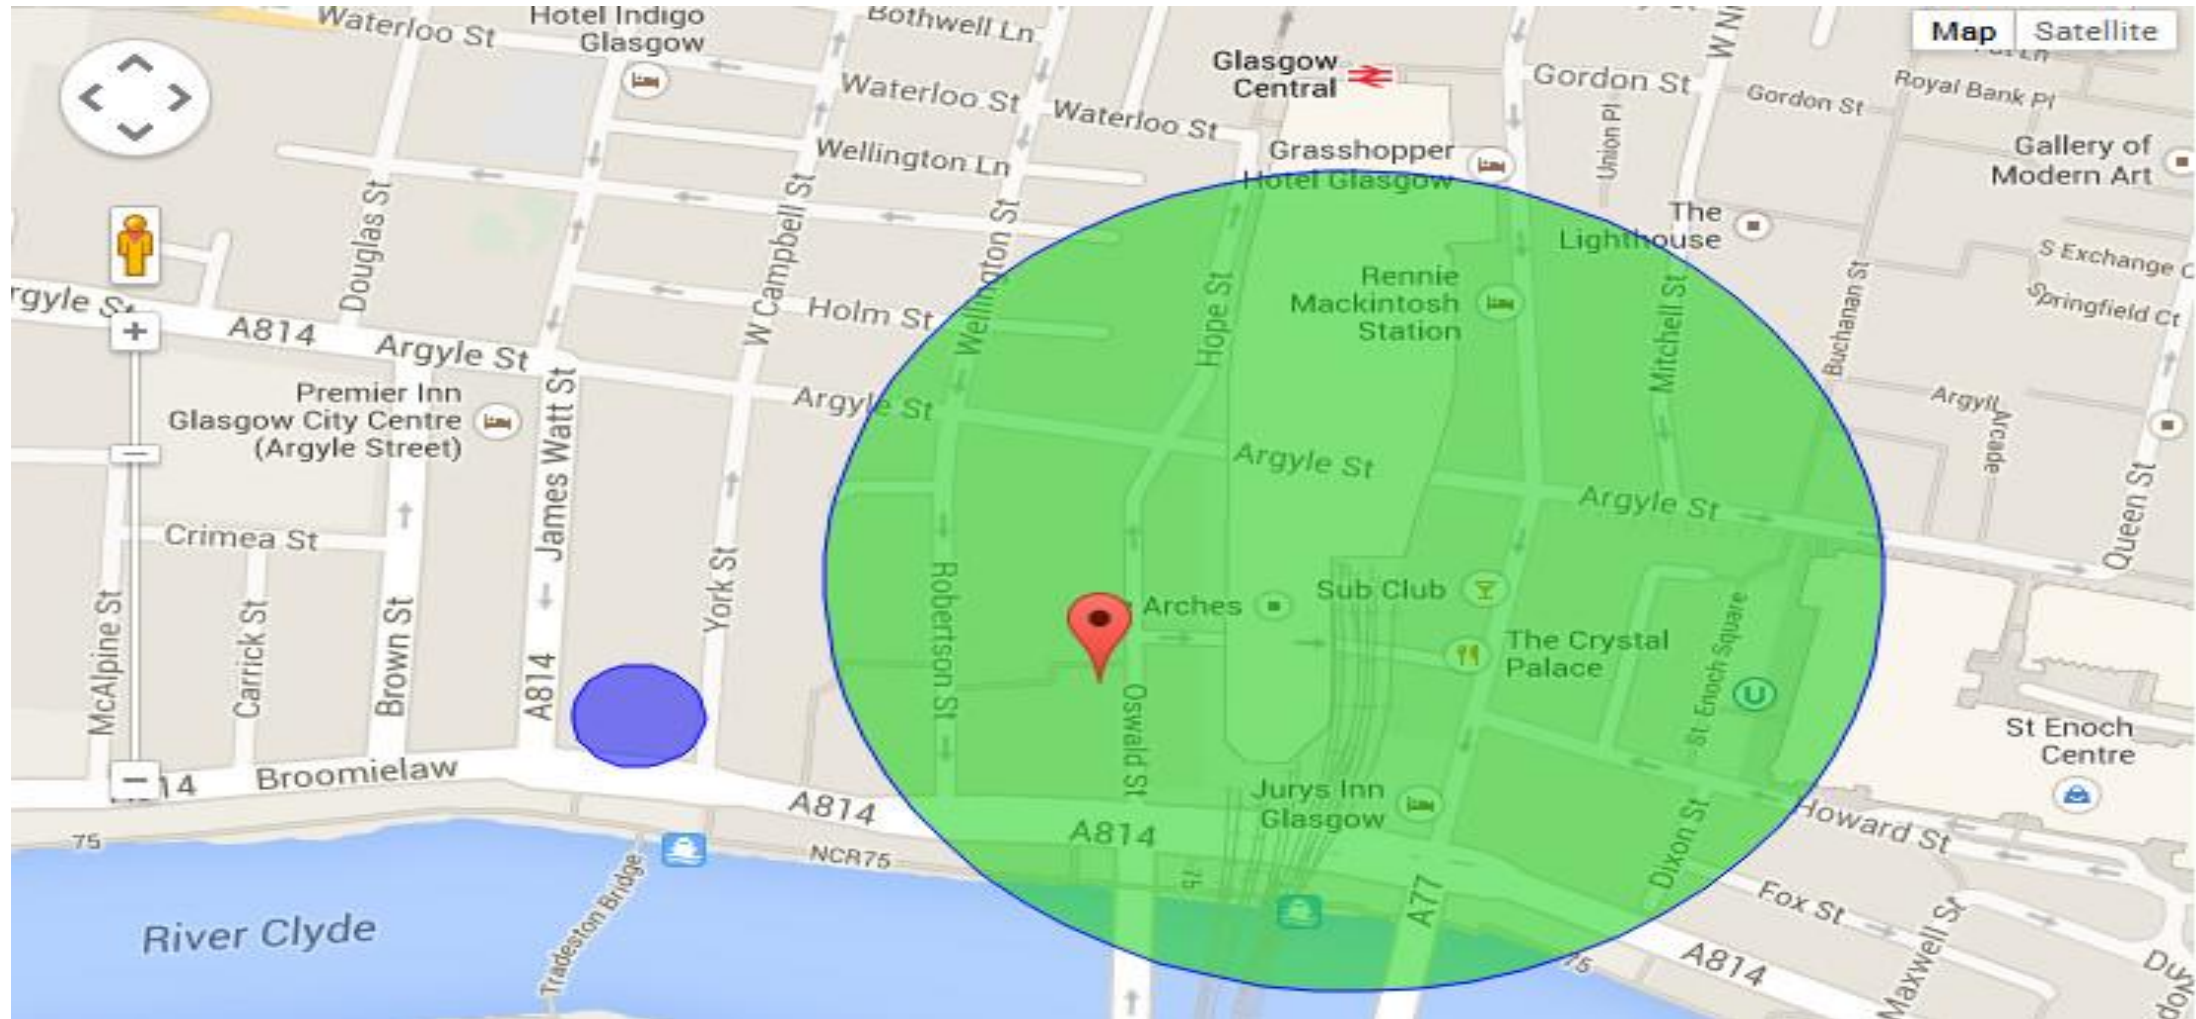 Waterloo St
Hotel Indigo
Glasgow
Bothwell Ln
Map
Satellite
Glasgow
Central
Gordon St
Gordon St
Royal Bank Pl
Waterloo St
Waterloo St
Union Pl
Grasshopper
Hotel Glasgow
Gallery of
Modern Art
Wellington Ln
Douglas St
W Campbell St
Wellington St
The
Lighthouse
S Exchange C
Springfield Ct
Rennie
Mackintosh
Station
Hope St
Mitchell St
Buchanan St
rgyle St
A814
Argyle St
Holm St
Premier Inn
Glasgow City Centre
(Argyle Street)
Argyle St
Argyle St
Argyle St
Arcade
Queen St
James Watt St
Crimea St
York St
Robertson St
Arches
Sub Club
The Crystal
Palace
St. Enoch Square
McAlpine St
Carrick St
Brown St
A814
Oswald St
St Enoch
Centre
14
Broomielaw
A814
A814
Jurys Inn
Glasgow
Howard St
Dixon St
75
NCR75
75
A77
Fox St
River Clyde
Tradeston Bridge
75
A814
Maxwell St